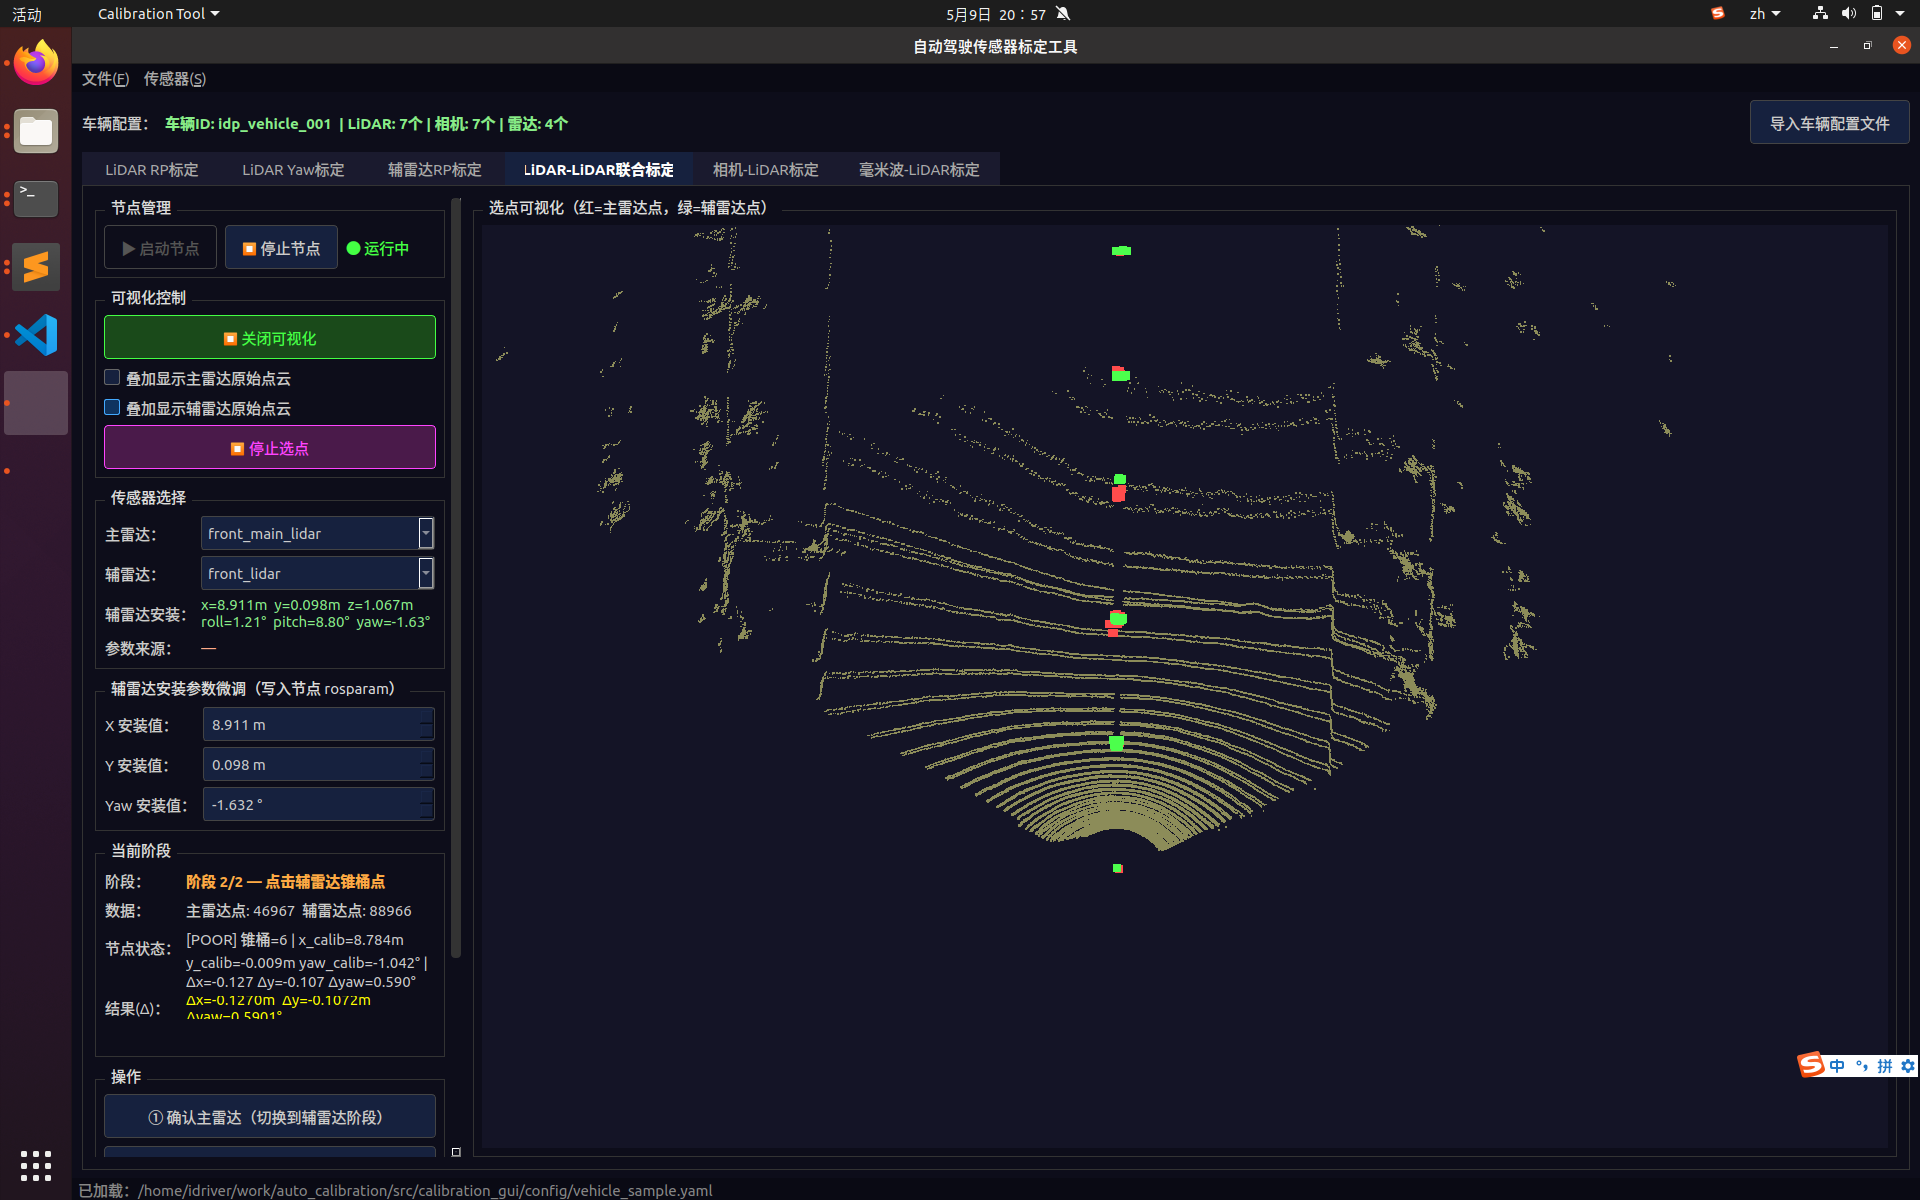 活动
Calibration Tool
5月9日 20：57
zh
自动驾驶传感器标定工具
文件(F) 传感器(S)
车辆配置： 车辆ID: idp_vehicle_001 | LiDAR: 7个 | 相机: 7个 | 雷达: 4个
导入车辆配置文件
LiDAR RP标定 LiDAR Yaw标定 辅雷达RP标定 LiDAR-LiDAR联合标定 相机-LiDAR标定 毫米波-LiDAR标定
节点管理
启动节点 停止节点 运行中
可视化控制
关闭可视化
叠加显示主雷达原始点云
叠加显示辅雷达原始点云
停止选点
传感器选择
主雷达： front_main_lidar
辅雷达： front_lidar
辅雷达安装： x=8.911m y=0.098m z=1.067m
roll=1.21° pitch=8.80° yaw=-1.63°
参数来源： —
辅雷达安装参数微调（写入节点 rosparam）
X 安装值： 8.911 m
Y 安装值： 0.098 m
Yaw 安装值： -1.632 °
当前阶段
阶段： 阶段 2/2 — 点击辅雷达锥桶点
数据： 主雷达点: 46967 辅雷达点: 88966
节点状态： [POOR] 锥桶=6 | x_calib=8.784m
y_calib=-0.009m yaw_calib=-1.042° |
Δx=-0.127 Δy=-0.107 Δyaw=0.590°
结果(Δ)： Δx=-0.1270m Δy=-0.1072m
Δyaw=0.5901°
操作
① 确认主雷达（切换到辅雷达阶段）
选点可视化（红=主雷达点，绿=辅雷达点）
中 °, 拼
已加载：/home/idriver/work/auto_calibration/src/calibration_gui/config/vehicle_sample.yaml